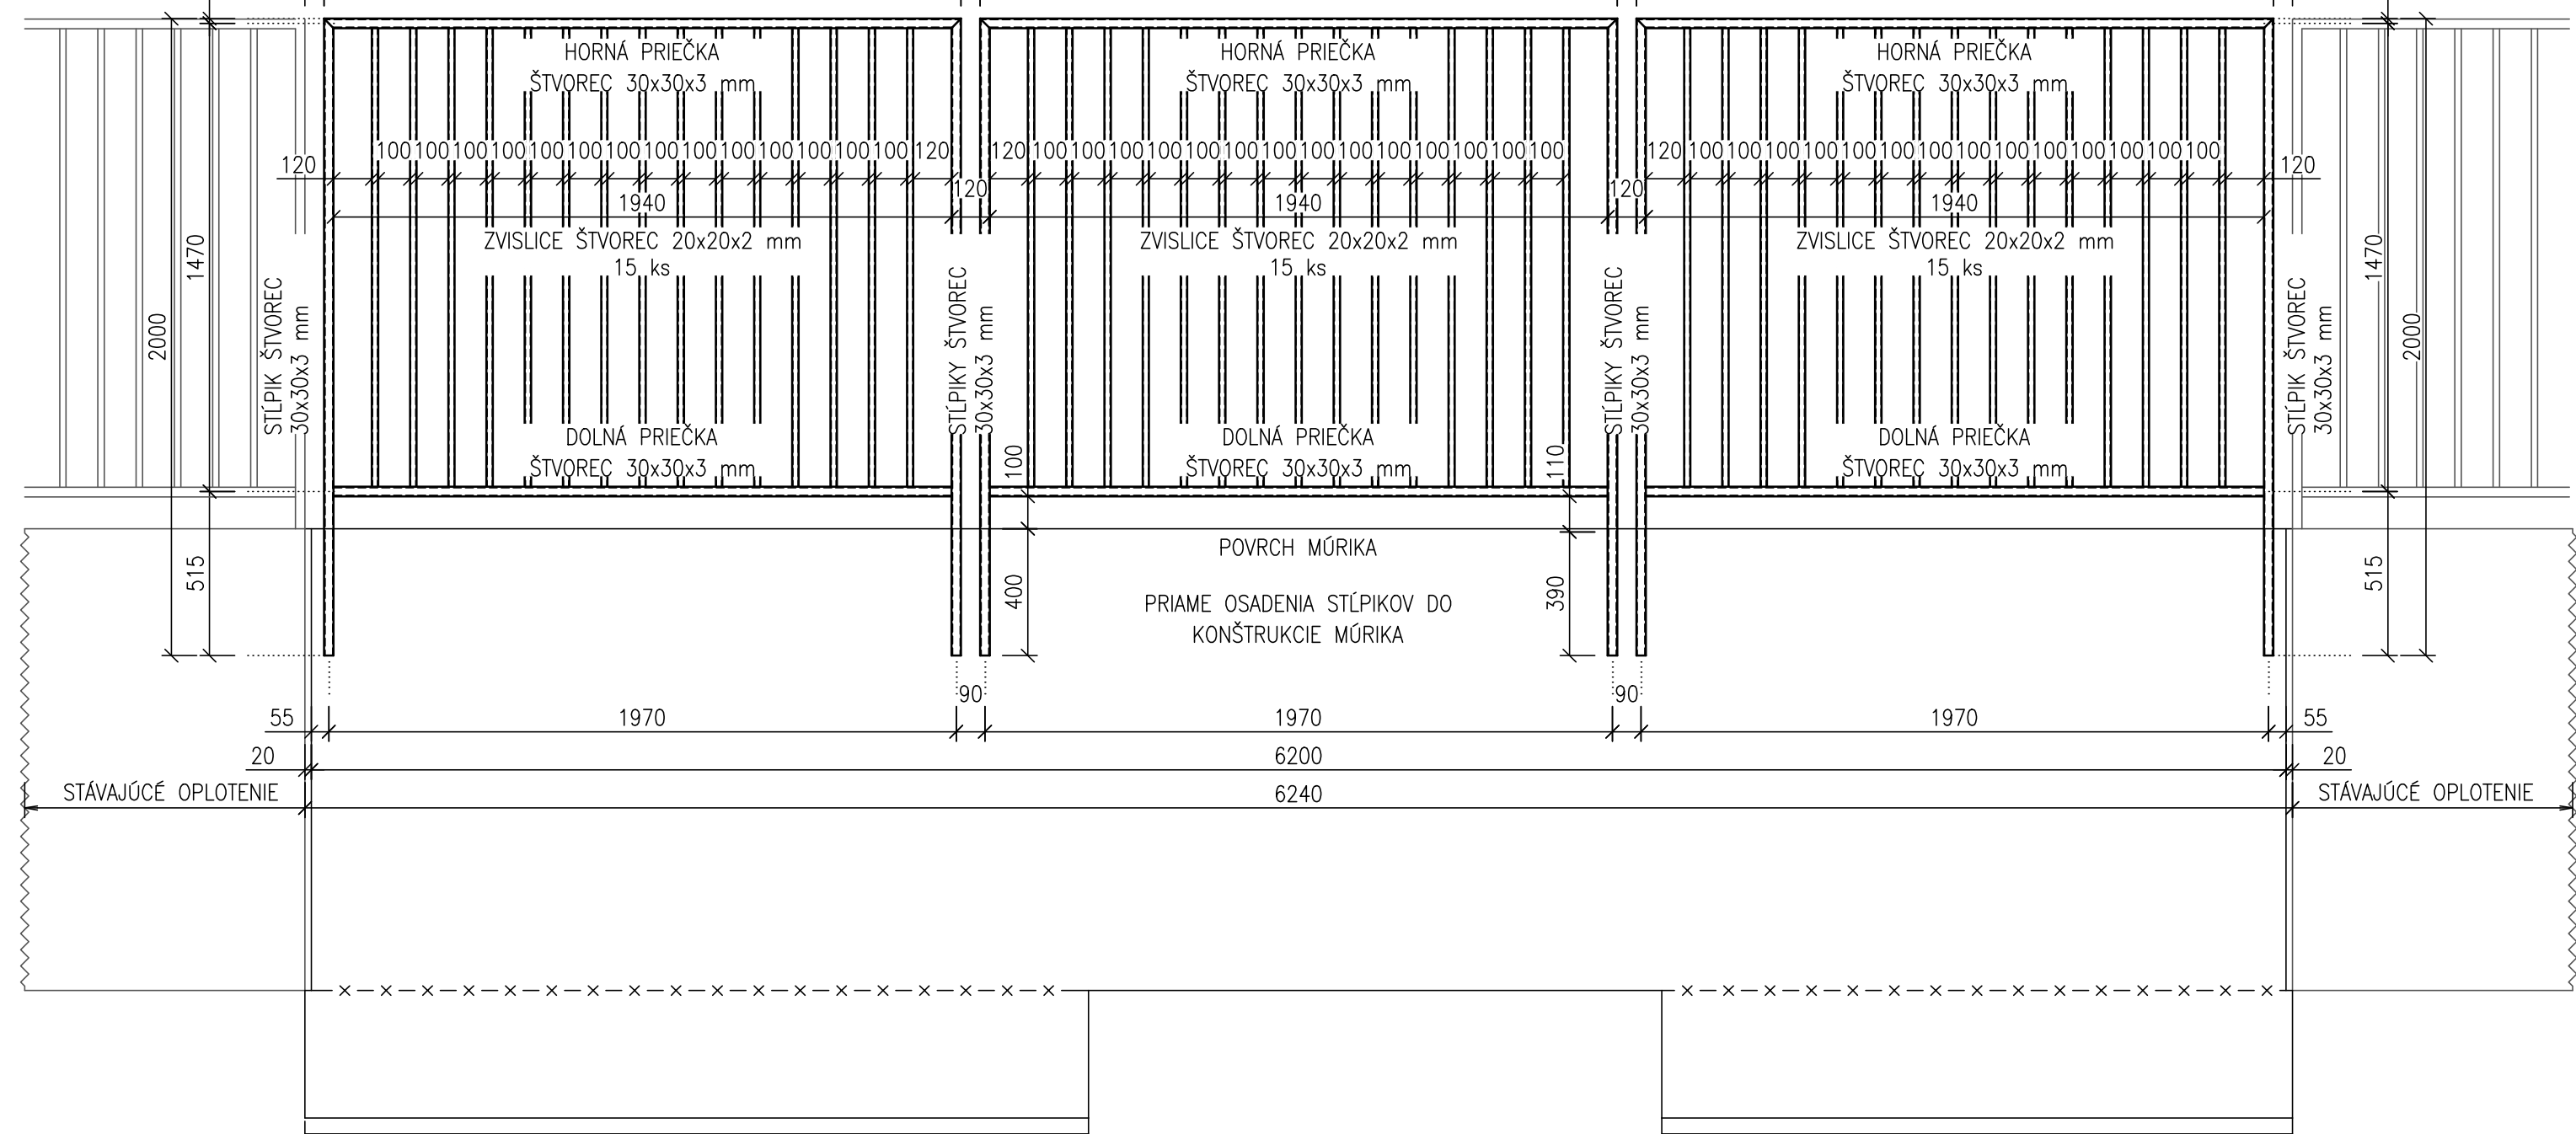 HORNÁ PRIEČKA
ŠTVOREC 30x30x3 mm
HORNÁ PRIEČKA
ŠTVOREC 30x30x3 mm
HORNÁ PRIEČKA
ŠTVOREC 30x30x3 mm
120 100 100 100 100 100 100 100 100 100 100 100 100 100 100 120
120 120 100 100 100 100 100 100 100 100 100 100 100 100 100 100
120 120 100 100 100 100 100 100 100 100 100 100 100 100 100 100 120
1940 1940 1940
ZVISLICE ŠTVOREC 20x20x2 mm
15 ks
ZVISLICE ŠTVOREC 20x20x2 mm
15 ks
ZVISLICE ŠTVOREC 20x20x2 mm
15 ks
2000
1470
515
STĹPIK ŠTVOREC
30x30x3 mm
STĹPIKY ŠTVOREC
30x30x3 mm
STĹPIKY ŠTVOREC
30x30x3 mm
STĹPIK ŠTVOREC
30x30x3 mm
1470
2000
515
DOLNÁ PRIEČKA
ŠTVOREC 30x30x3 mm
DOLNÁ PRIEČKA
ŠTVOREC 30x30x3 mm
DOLNÁ PRIEČKA
ŠTVOREC 30x30x3 mm
100
110
400
390
POVRCH MÚRIKA
PRIAME OSADENIA STĹPIKOV DO
KONŠTRUKCIE MÚRIKA
90 90
55 1970 1970 1970 55
20 6200 20
STÁVAJÚCÉ OPLOTENIE 6240 STÁVAJÚCÉ OPLOTENIE